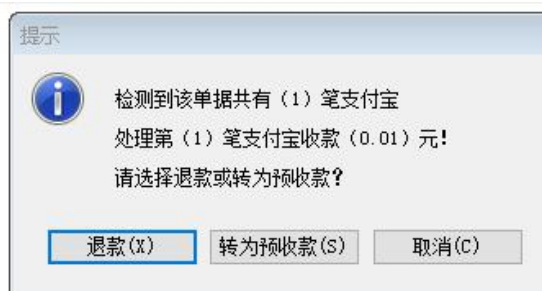 提示
检测到该单据共有（1）笔支付宝
处理第（1）笔支付宝收款（0.01）元!
请选择退款或转为预收款?
退款(X)
转为预收款(S)
取消(C)